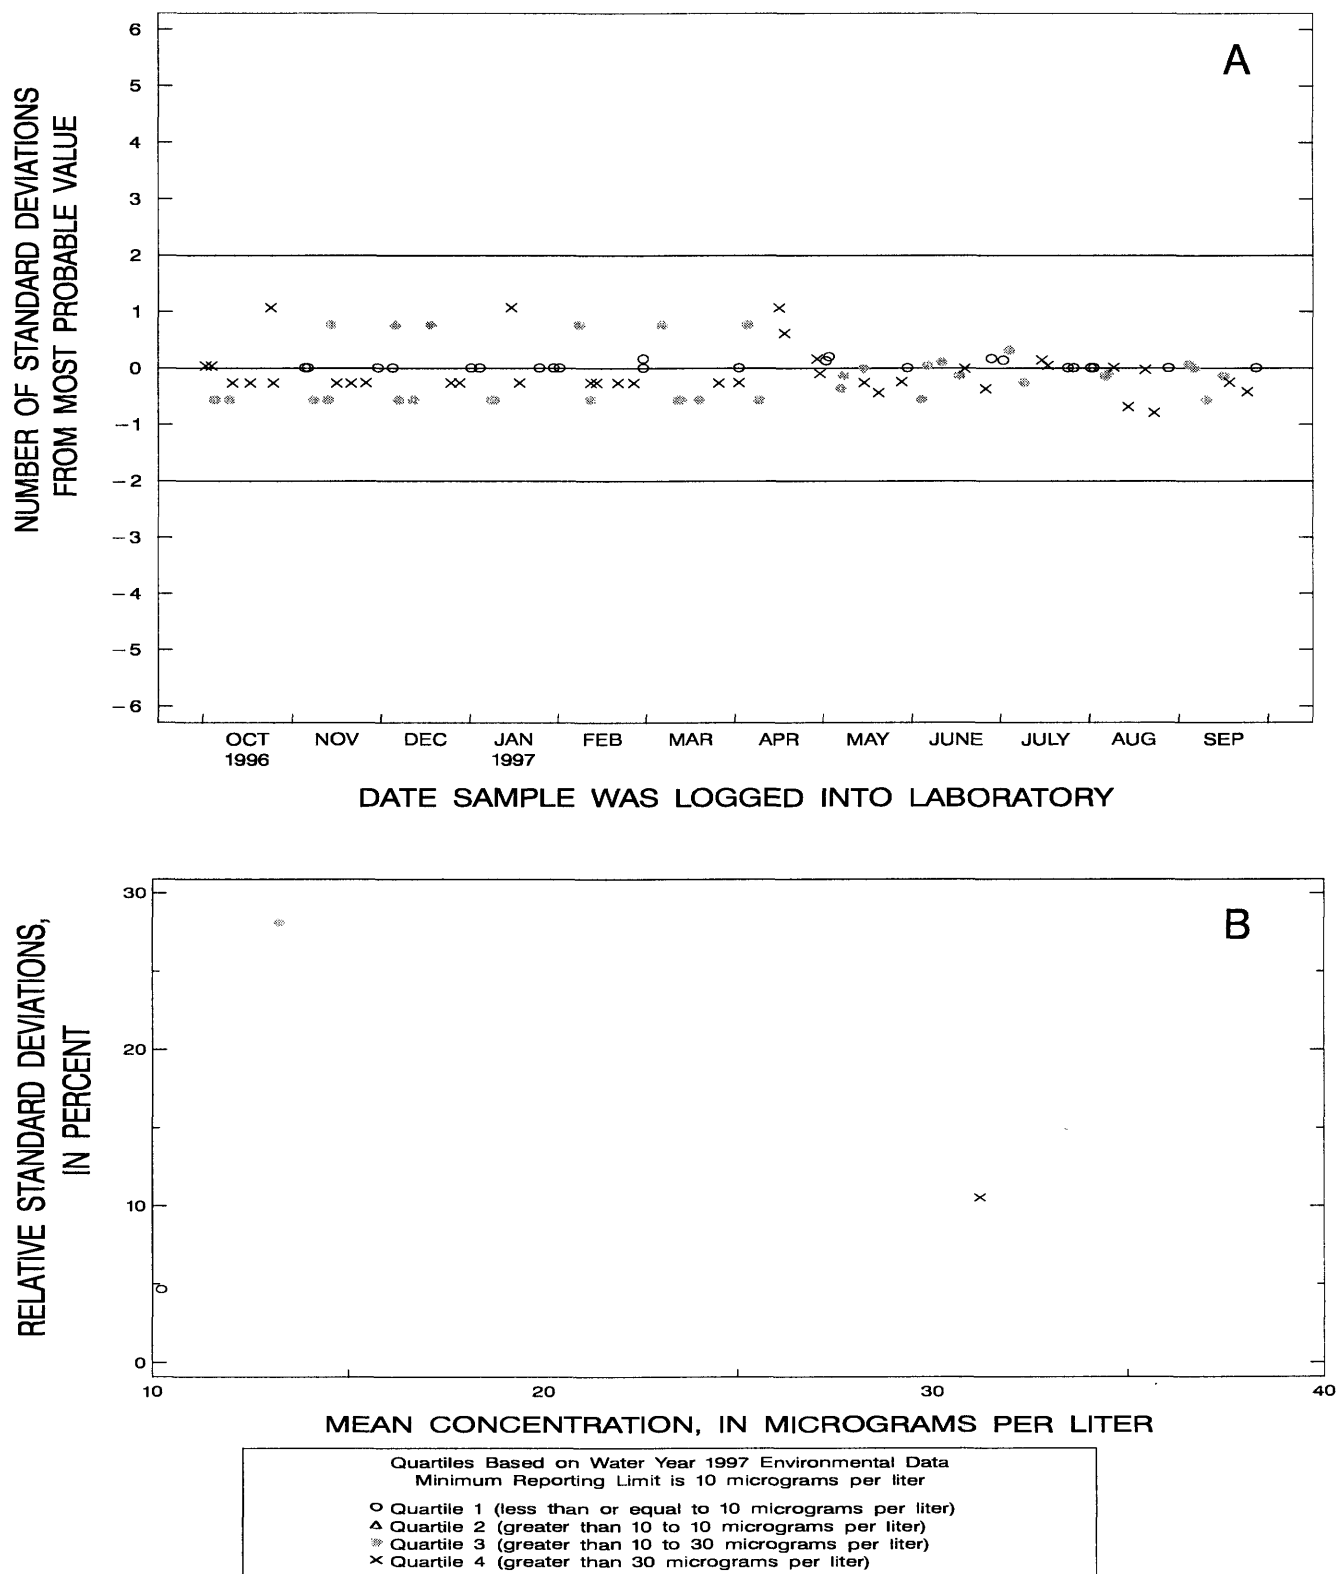 A
NUMBER OF STANDARD DEVIATIONS
FROM MOST PROBABLE VALUE
6
5
4
3
2
1
0
−1
−2
−3
−4
−5
−6
OCT NOV DEC JAN FEB MAR APR MAY JUNE JULY AUG SEP
1996 1997
DATE SAMPLE WAS LOGGED INTO LABORATORY
B
RELATIVE STANDARD DEVIATIONS,
IN PERCENT
30
20
10
0
10 20 30 40
MEAN CONCENTRATION, IN MICROGRAMS PER LITER
Quartiles Based on Water Year 1997 Environmental Data
Minimum Reporting Limit is 10 micrograms per liter
Quartile 1 (less than or equal to 10 micrograms per liter)
Quartile 2 (greater than 10 to 10 micrograms per liter)
Quartile 3 (greater than 10 to 30 micrograms per liter)
Quartile 4 (greater than 30 micrograms per liter)